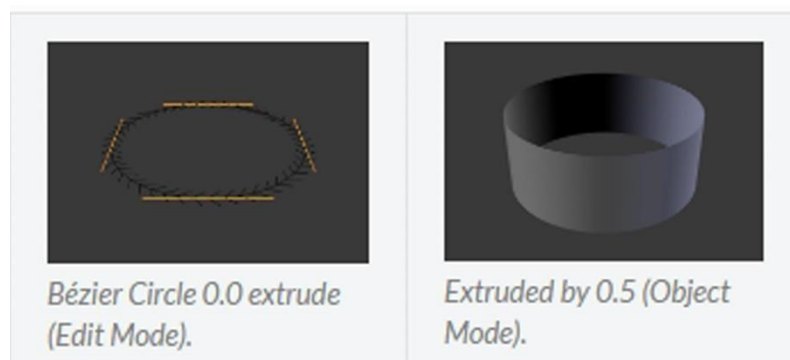 Bézier Circle 0.0 extrude
(Edit Mode).
Extruded by 0.5 (Object
Mode).